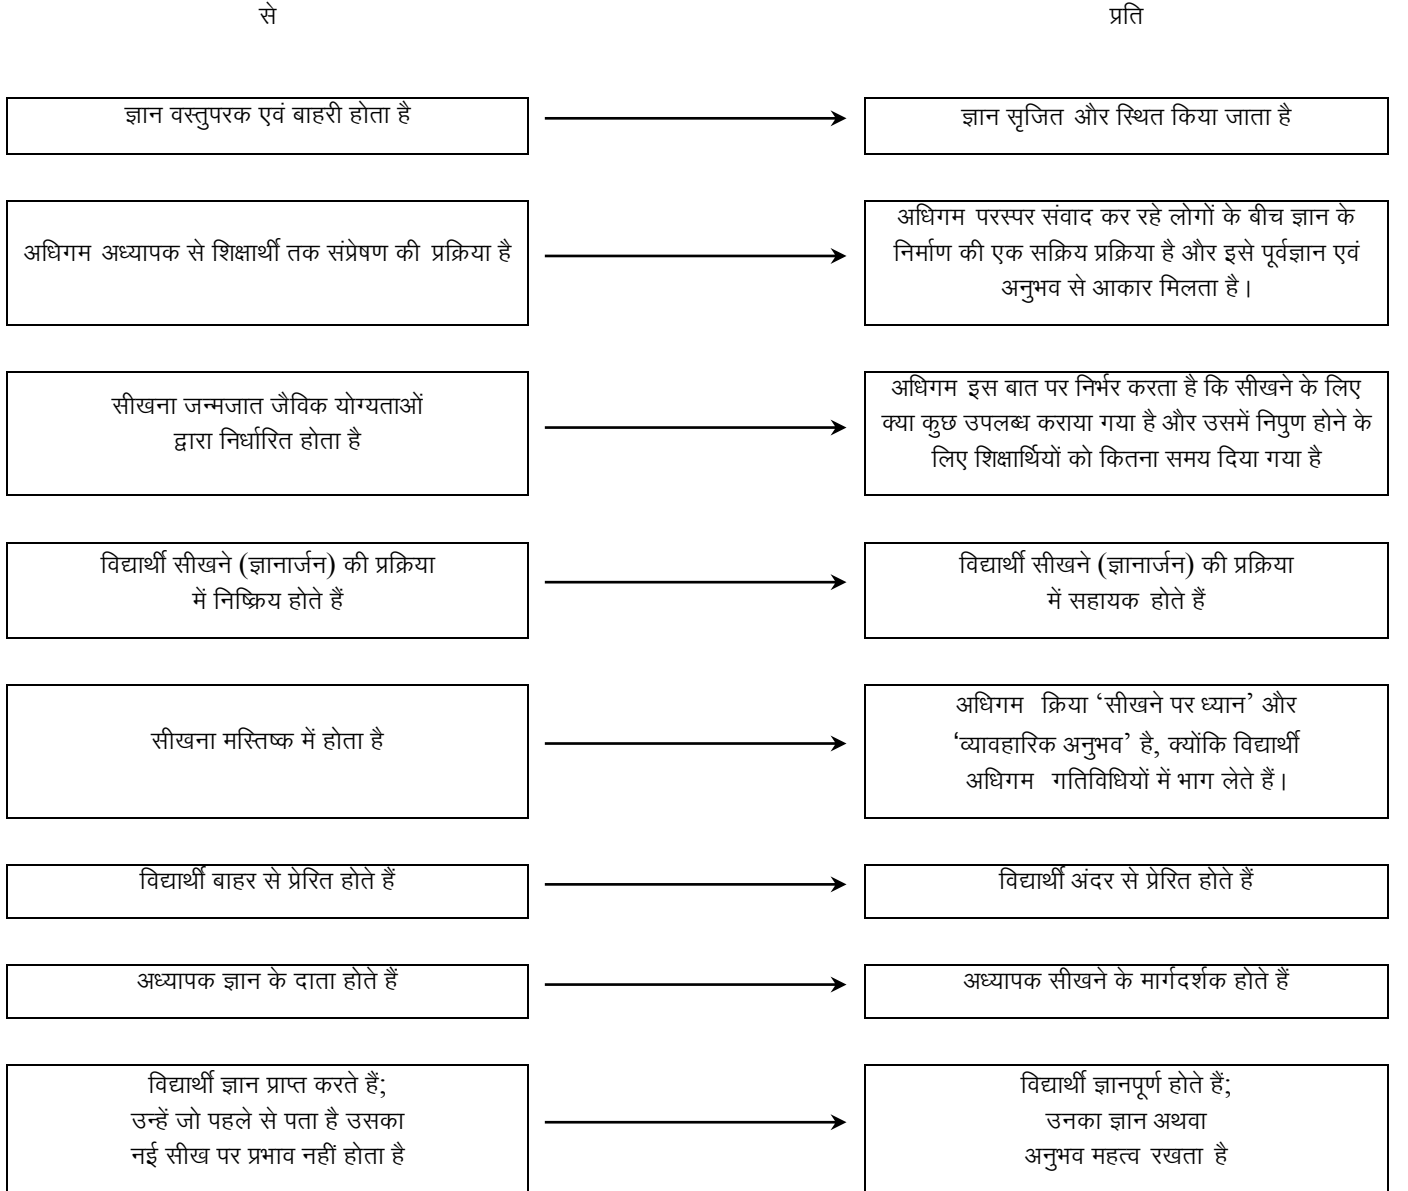 से
प्रति
ज्ञान वस्तुपरक एवं बाहरी होता है
ज्ञान सृजित और स्थित किया जाता है
अधिगम अध्यापक से शिक्षार्थी तक संप्रेषण की प्रक्रिया है
अधिगम परस्पर संवाद कर रहे लोगों के बीच ज्ञान के
निर्माण की एक सक्रिय प्रक्रिया है और इसे पूर्वज्ञान एवं
अनुभव से आकार मिलता है।
सीखना जन्मजात जैविक योग्यताओं
द्वारा निर्धारित होता है
अधिगम इस बात पर निर्भर करता है कि सीखने के लिए
क्या कुछ उपलब्ध कराया गया है और उसमें निपुण होने के
लिए शिक्षार्थियों को कितना समय दिया गया है
विद्यार्थी सीखने (ज्ञानार्जन) की प्रक्रिया
में निष्क्रिय होते हैं
विद्यार्थी सीखने (ज्ञानार्जन) की प्रक्रिया
में सहायक होते हैं
सीखना मस्तिष्क में होता है
अधिगम क्रिया ‘सीखने पर ध्यान’ और
‘व्यावहारिक अनुभव’ है, क्योंकि विद्यार्थी
अधिगम गतिविधियों में भाग लेते हैं।
विद्यार्थी बाहर से प्रेरित होते हैं
विद्यार्थी अंदर से प्रेरित होते हैं
अध्यापक ज्ञान के दाता होते हैं
अध्यापक सीखने के मार्गदर्शक होते हैं
विद्यार्थी ज्ञान प्राप्त करते हैं;
उन्हें जो पहले से पता है उसका
नई सीख पर प्रभाव नहीं होता है
विद्यार्थी ज्ञानपूर्ण होते हैं;
उनका ज्ञान अथवा
अनुभव महत्व रखता है